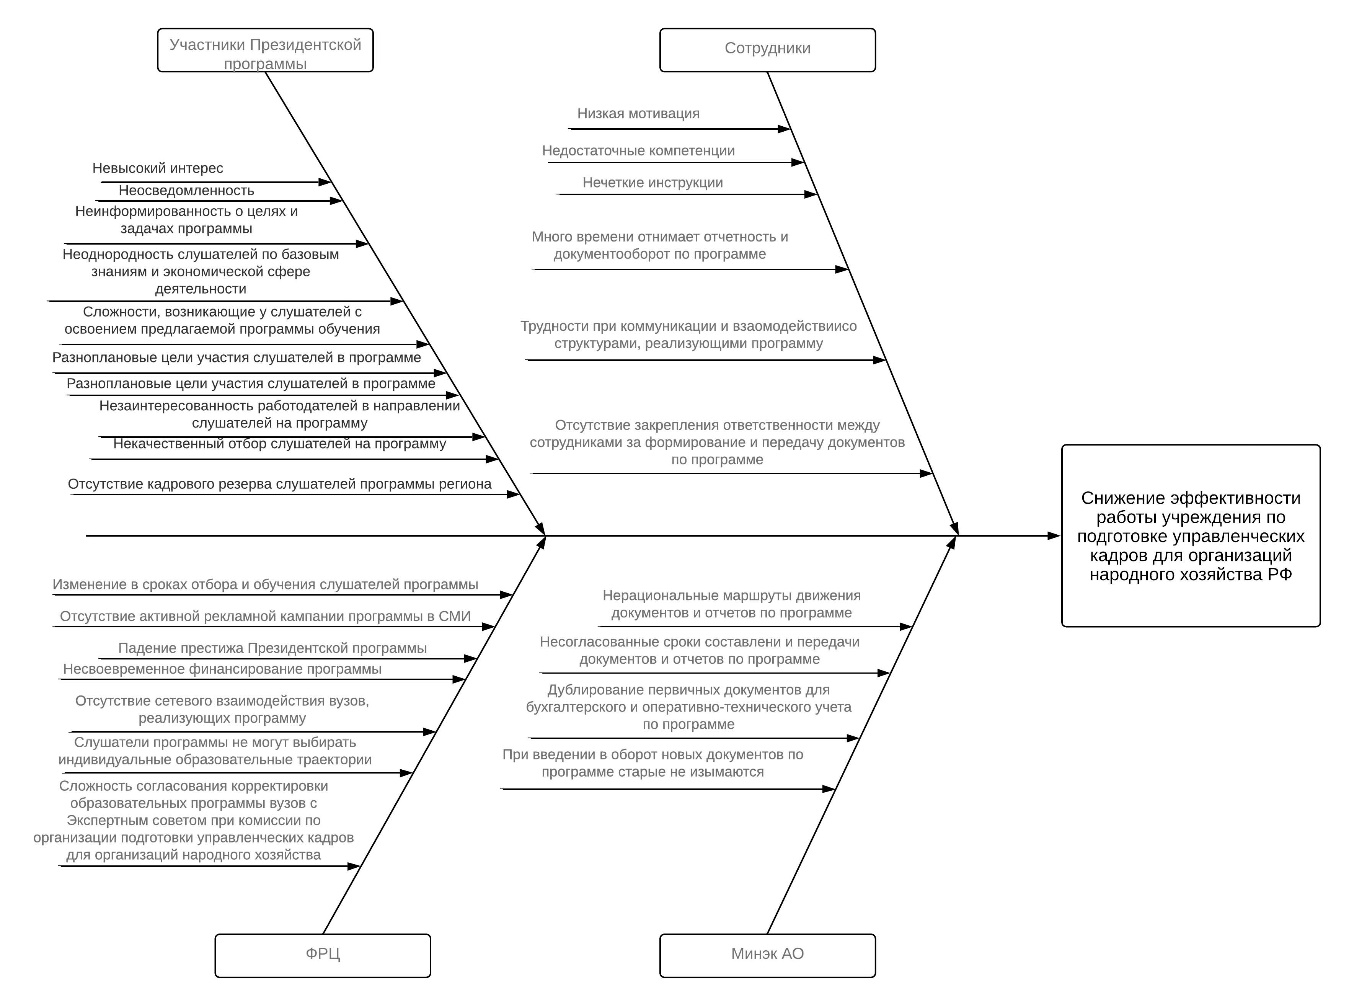 Участники Президентской
программы
Невысокий интерес
Неосведомленность
Неинформированность о целях и
задачах программы
Неоднородность слушателей по базовым
знаниям и экономической сфере
деятельности
Сложности, возникающие у слушателей с
освоением предлагаемой программы обучения
Разноплановые цели участия слушателей в программе
Разноплановые цели участия слушателей в программе
Незаинтересованность работодателей в направлении
слушателей на программу
Некачественный отбор слушателей на программу
Отсутствие кадрового резерва слушателей программы региона
Сотрудники
Низкая мотивация
Недостаточные компетенции
Нечеткие инструкции
Много времени отнимает отчетность и
документооборот по программе
Трудности при коммуникации и взаомодействиисо
структурами, реализующими программу
Отсутствие закрепления ответственности между
сотрудниками за формирование и передачу документов
по программе
Снижение эффективности
работы учреждения по
подготовке управленческих
кадров для организаций
народного хозяйства РФ
Изменение в сроках отбора и обучения слушателей программы
Отсутствие активной рекламной кампании программы в СМИ
Падение престижа Президентской программы
Несвоевременное финансирование программы
Отсутствие сетевого взаимодействия вузов,
реализующих программу
Слушатели программы не могут выбирать
индивидуальные образовательные траектории
Сложность согласования корректировки
образовательных программы вузов с
Экспертным советом при комиссии по
организации подготовки управленческих кадров
для организаций народного хозяйства
ФРЦ
Нерациональные маршруты движения
документов и отчетов по программе
Несогласованные сроки составлени и передачи
документов и отчетов по программе
Дублирование первичных документов для
бухгалтерского и оперативно-технического учета
по программе
При введении в оборот новых документов по
программе старые не изымаются
Минэк АО